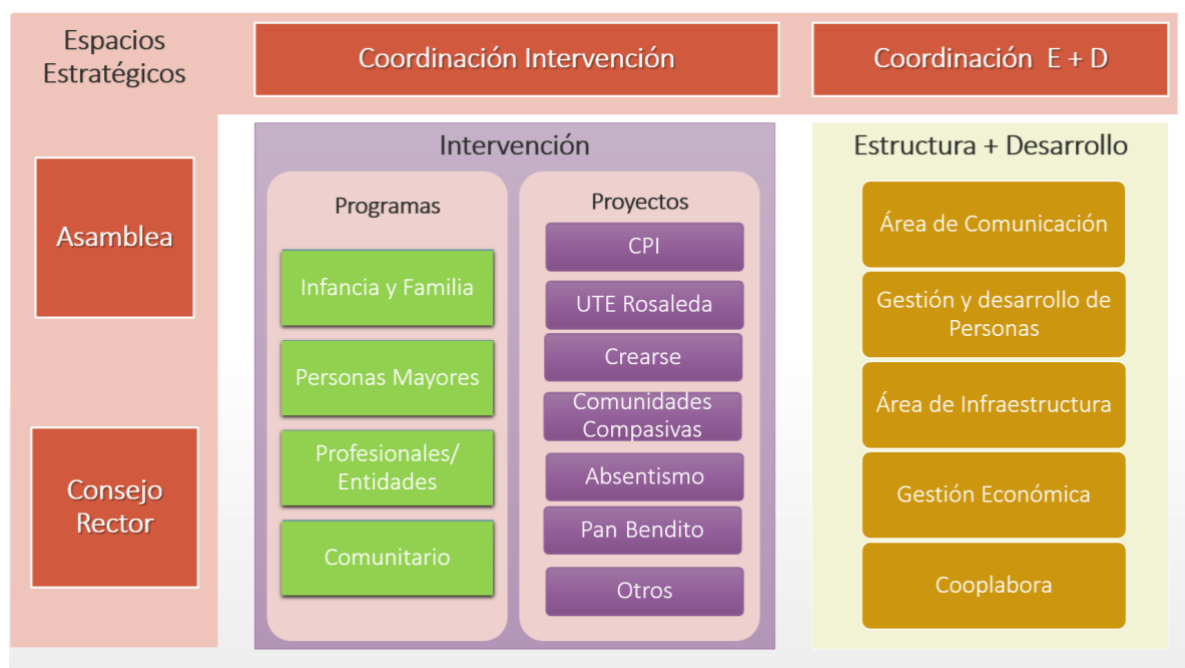 Espacios
Estratégicos
Coordinación Intervención
Coordinación E + D
Asamblea
Consejo
Rector
Intervención
Programas
Infancia y Familia
Personas Mayores
Profesionales/
Entidades
Comunitario
Proyectos
CPI
UTE Rosaleda
Crearse
Comunidades
Compasivas
Absentismo
Pan Bendito
Otros
Estructura + Desarrollo
Área de Comunicación
Gestión y desarrollo de
Personas
Área de Infraestructura
Gestión Económica
Cooplabora